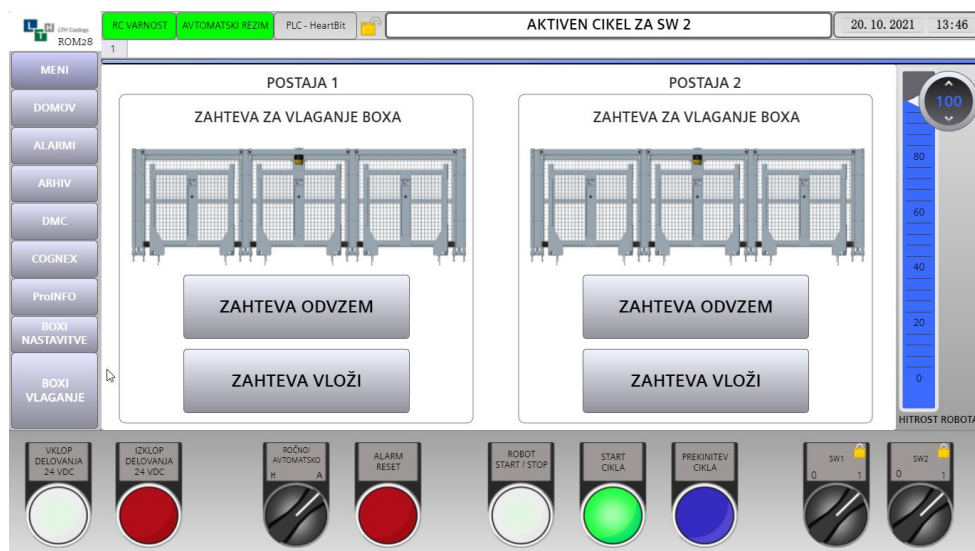 LTH Castings
ROM28
RC VARNOST
AVTOMATSKI REZIM
PLC - HeartBit
AKTIVEN CIKEL ZA SW 2
20. 10. 2021 13:46
1
MENI
DOMOV
ALARMI
ARHIV
DMC
COGNEX
ProINFO
BOXI
NASTAVITVE
BOXI
VLAGANJE
POSTAJA 1
ZAHTEVA ZA VLAGANJE BOXA
ZAHTEVA ODVZEM
ZAHTEVA VLOŽI
POSTAJA 2
ZAHTEVA ZA VLAGANJE BOXA
ZAHTEVA ODVZEM
ZAHTEVA VLOŽI
100
80
60
40
20
0
HITROST ROBOTA
VKLOP
DELOVANJA
24 VDC
IZKLOP
DELOVANJA
24 VDC
ROČNO/
AVTOMATSKO
H A
ALARM
RESET
ROBOT
START / STOP
START
CIKLA
PREKINITEV
CIKLA
SW1
0 1
SW2
0 1